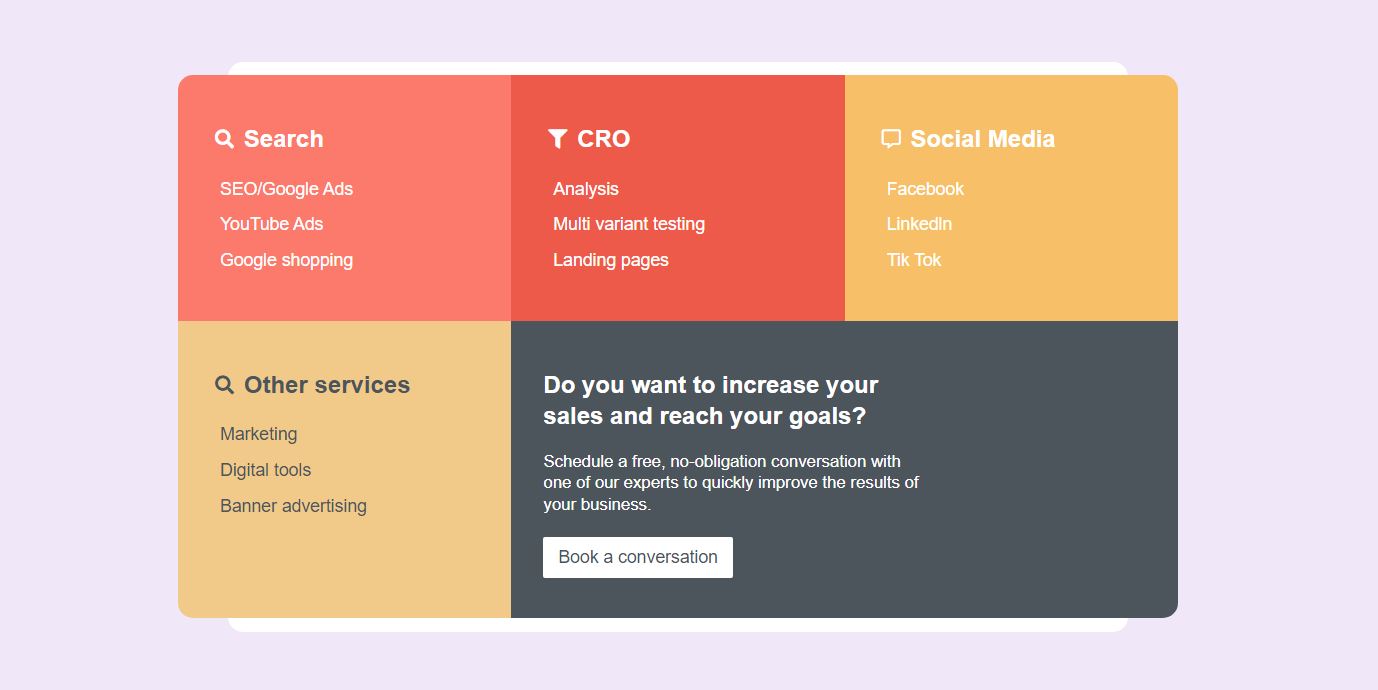 Search
SEO/Google Ads
YouTube Ads
Google shopping
CRO
Analysis
Multi variant testing
Landing pages
Social Media
Facebook
LinkedIn
Tik Tok
Other services
Marketing
Digital tools
Banner advertising
Do you want to increase your
sales and reach your goals?
Schedule a free, no-obligation conversation with
one of our experts to quickly improve the results of
your business.
Book a conversation